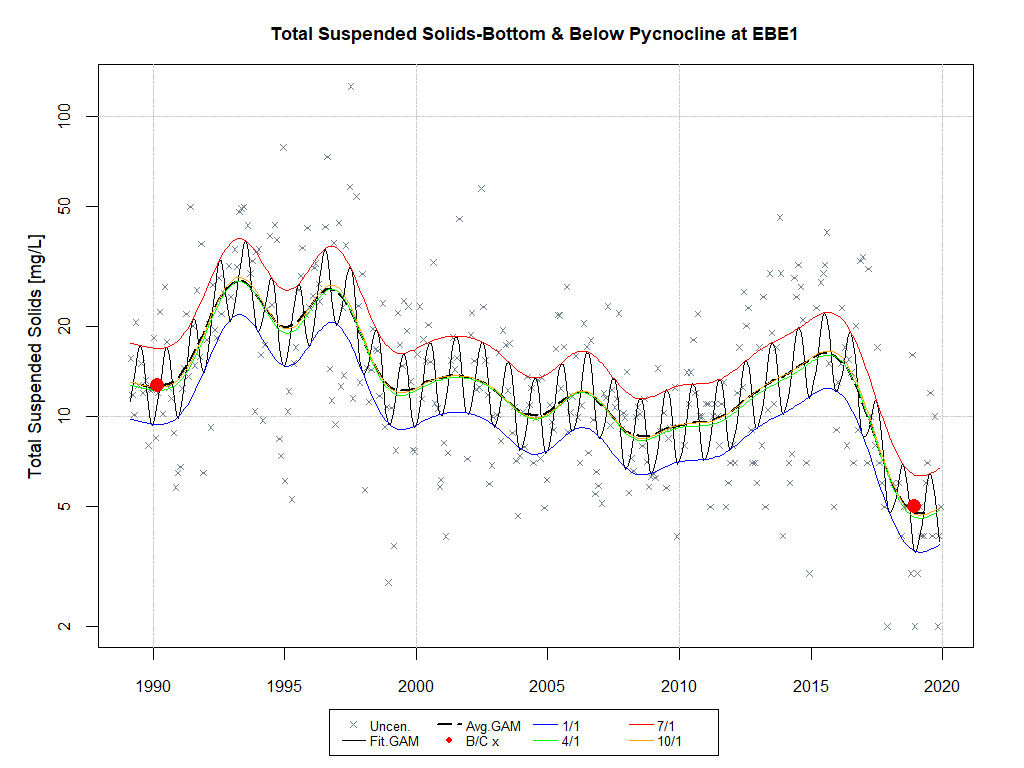 Total Suspended Solids-Bottom & Below Pycnocline at EBE1
Total Suspended Solids [mg/L]
100
50
20
10
5
2
1990 1995 2000 2005 2010 2015 2020
Uncen. Avg.GAM 1/1 7/1
Fit.GAM B/C x 4/1 10/1